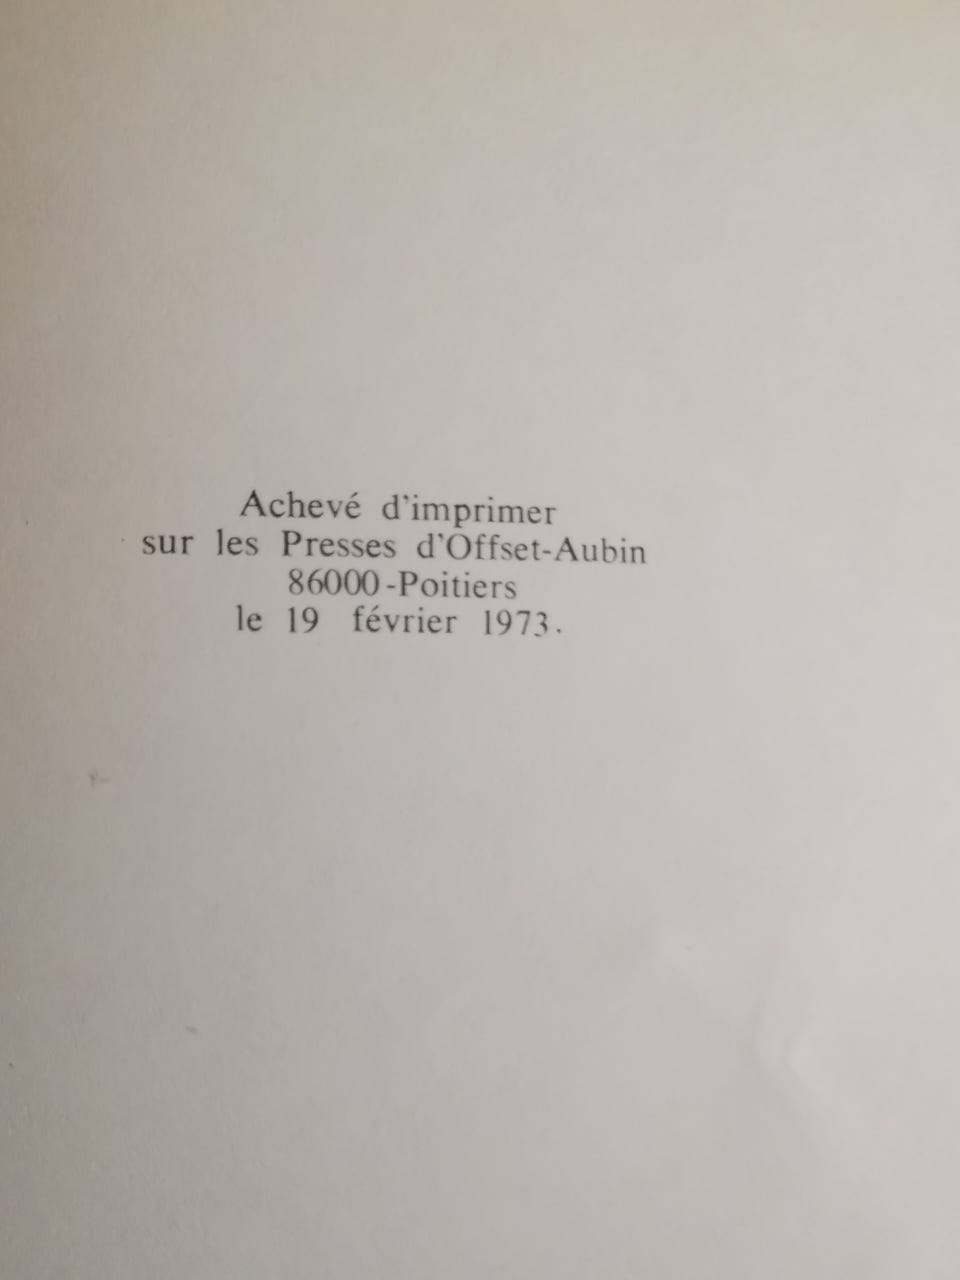 Achevé d'imprimer
sur les Presses d'Offset-Aubin
86000-Poitiers
le 19 février 1973.